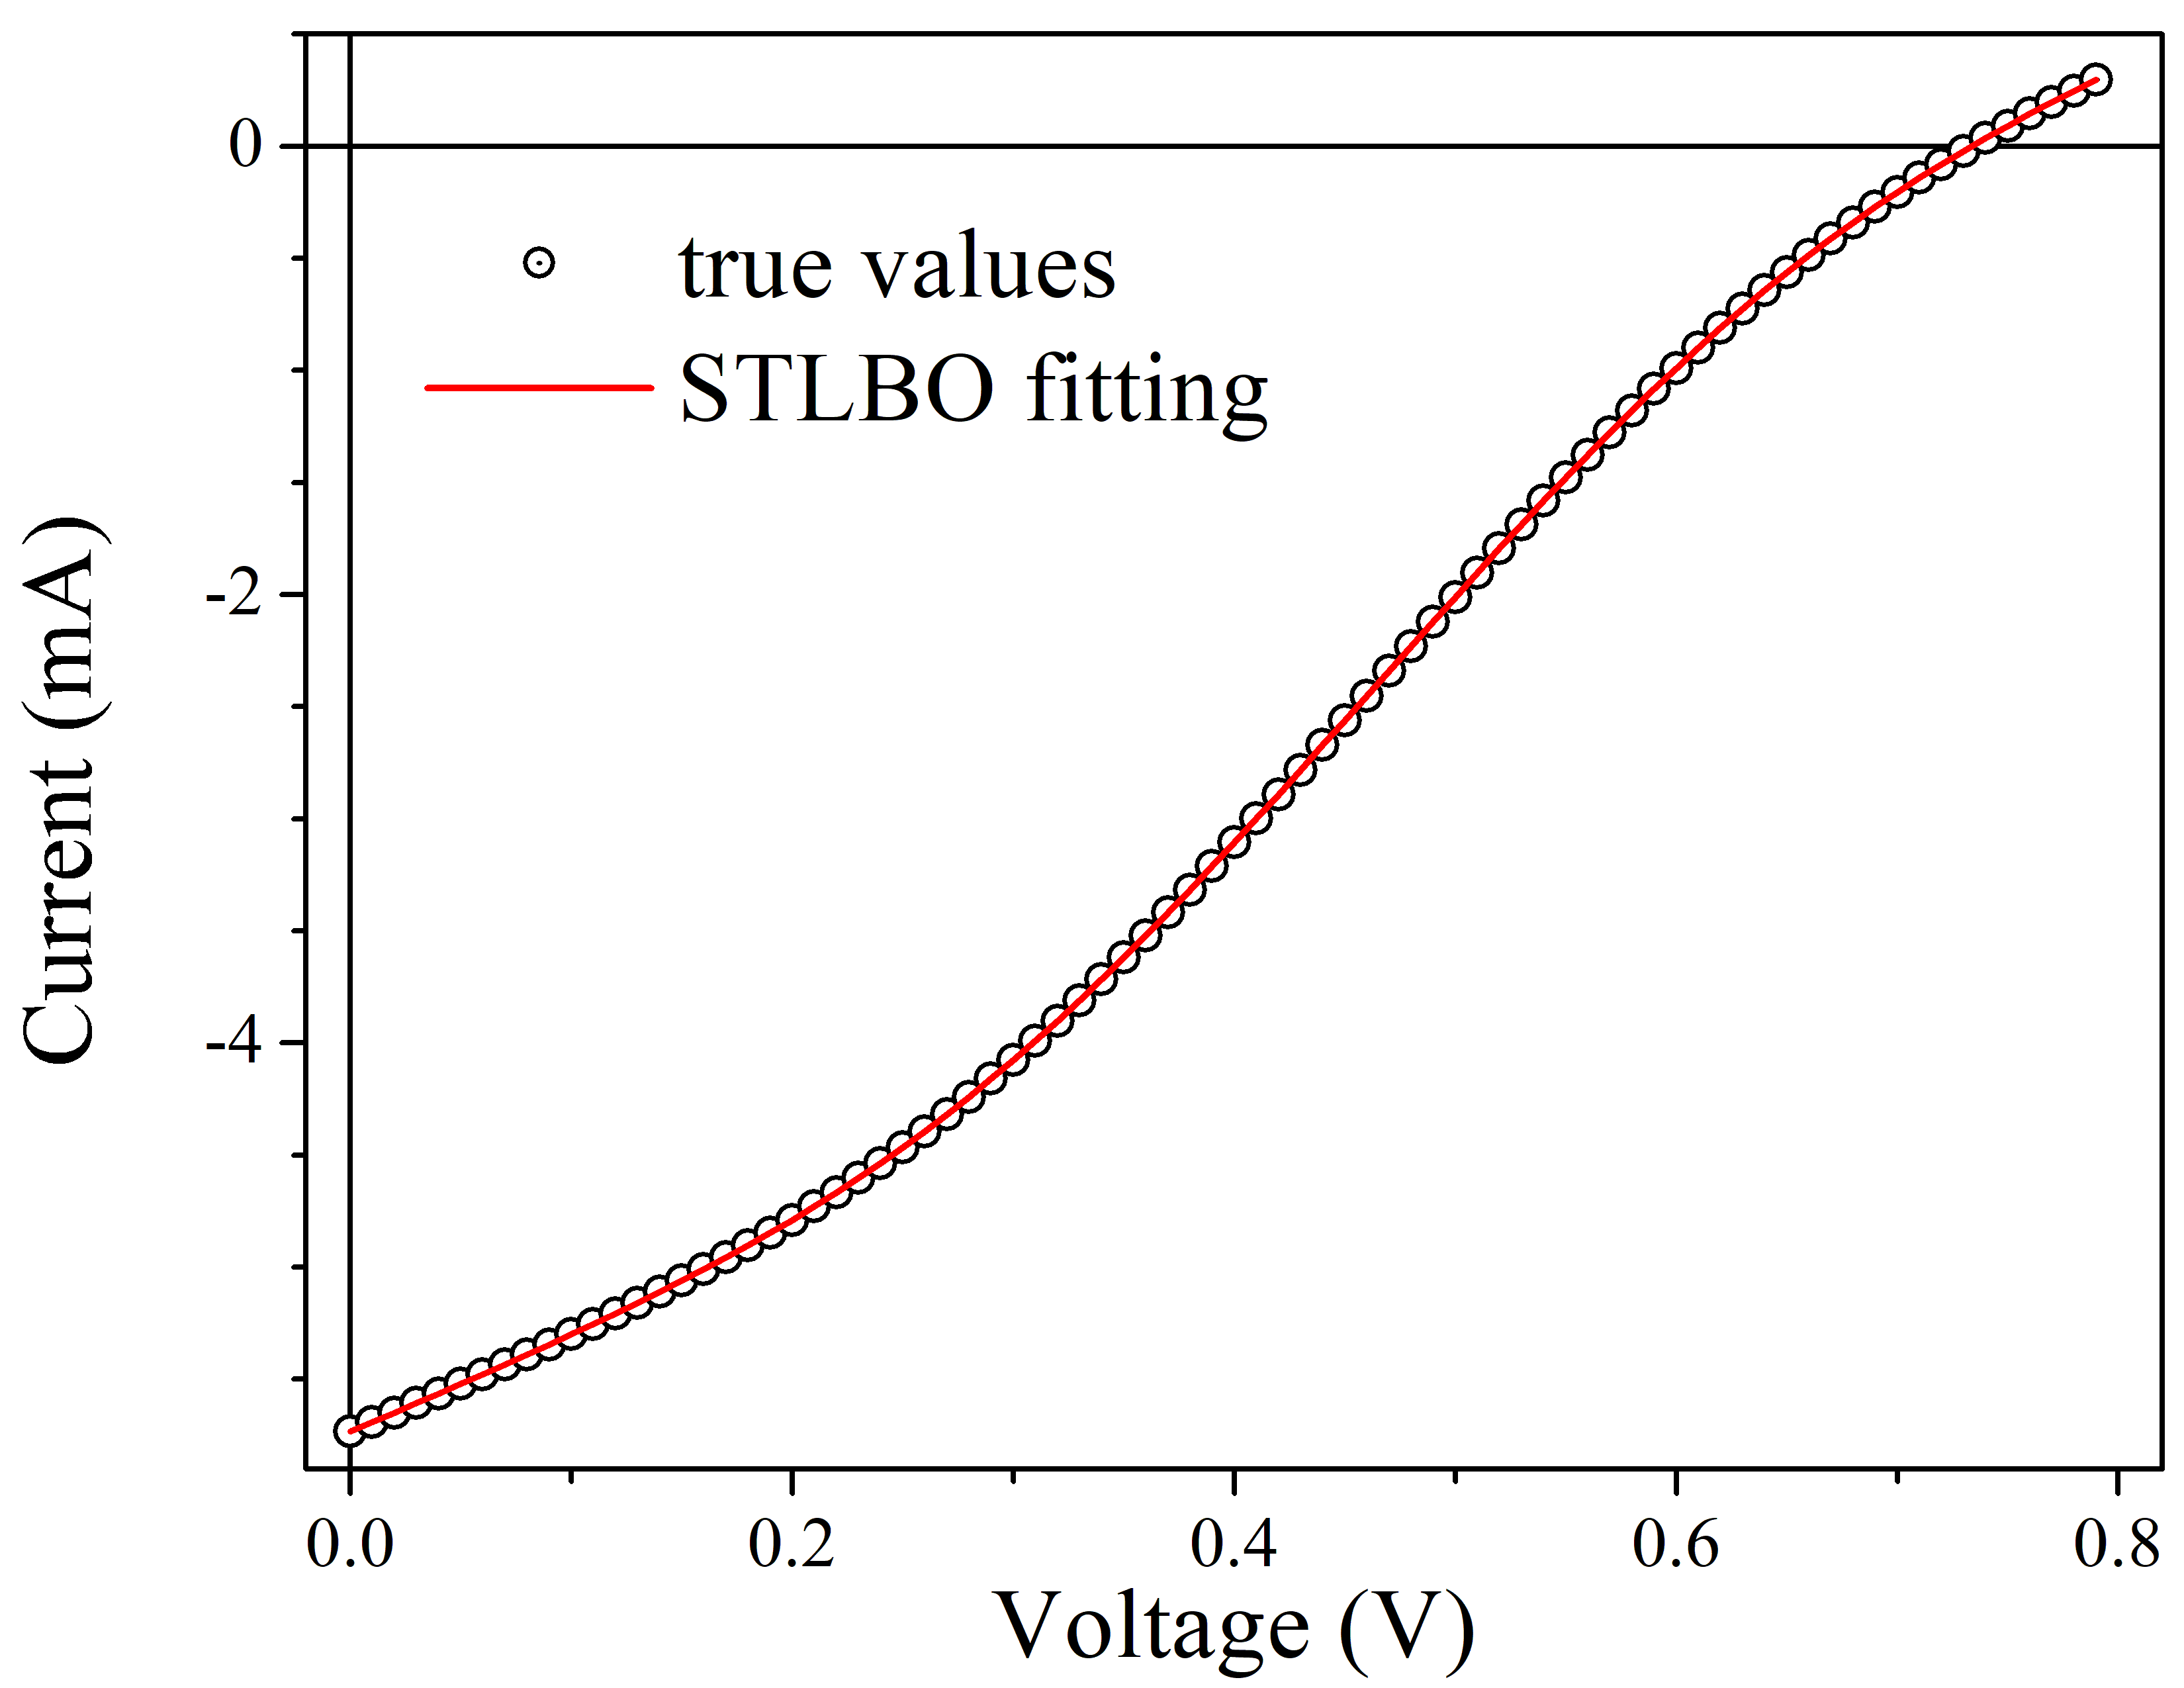 0
-2
-4
Current (mA)
true values
STLBO fitting
0.0 0.2 0.4 0.6 0.8
Voltage (V)